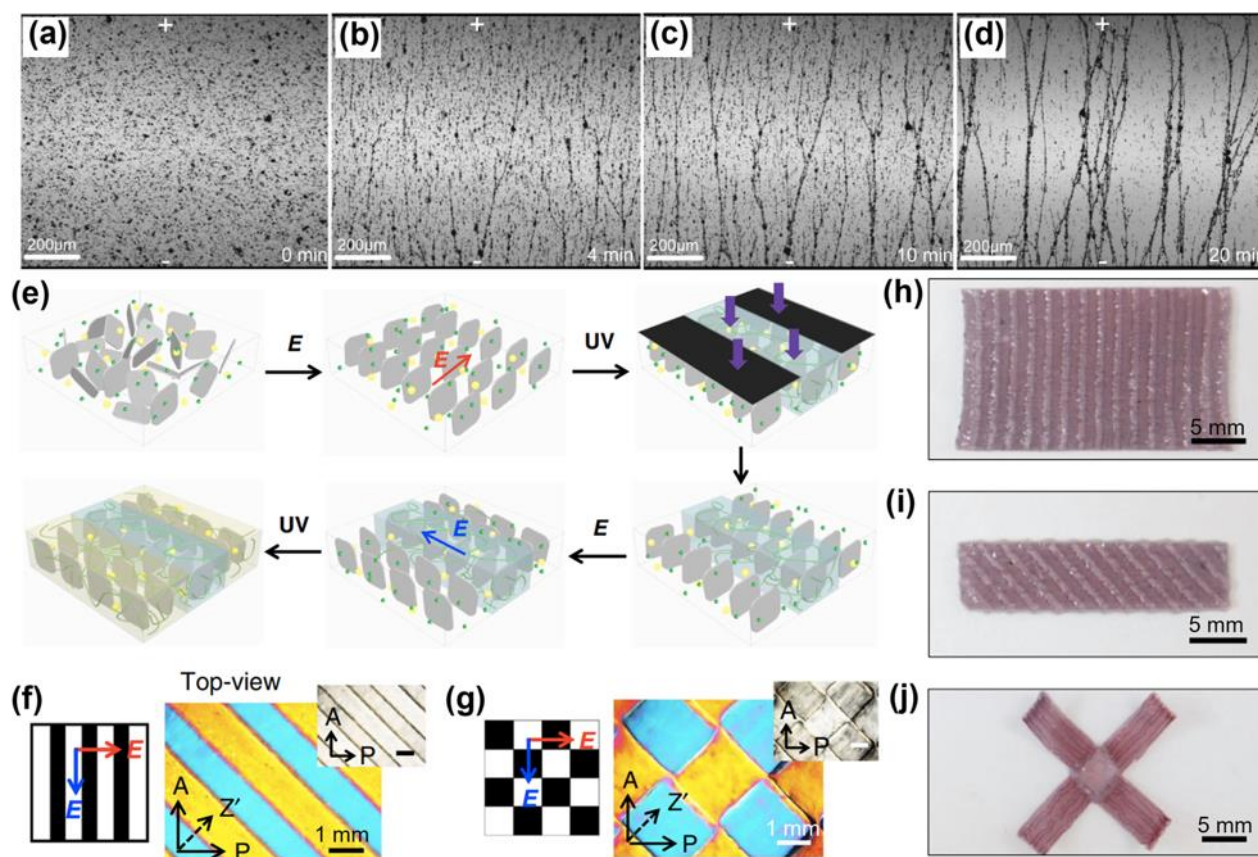 (a)
+
200μm
0 min
(b)
+
200μm
-
4 min
(c)
+
200μm
-
10 min
(d)
+
200μm
-
20 min
(e)
E
E
UV
UV
E
E
(h)
5 mm
(i)
5 mm
(f)
E
E
Top-view
A
P
A
Z'
P
1 mm
(g)
E
E
A
P
A
Z'
P
1 mm
(j)
5 mm